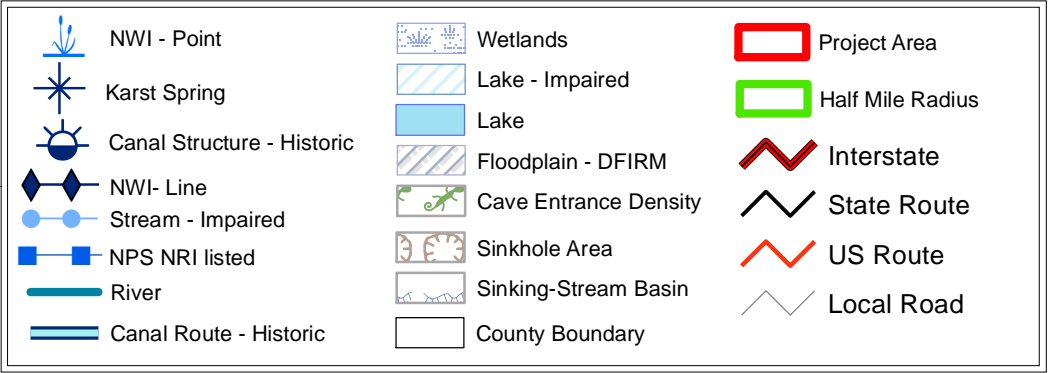 NWI - Point
Karst Spring
Canal Structure - Historic
NWI- Line
Stream - Impaired
NPS NRI listed
River
Canal Route - Historic
Wetlands
Lake - Impaired
Lake
Floodplain - DFIRM
Cave Entrance Density
Sinkhole Area
Sinking-Stream Basin
County Boundary
Project Area
Half Mile Radius
Interstate
State Route
US Route
Local Road